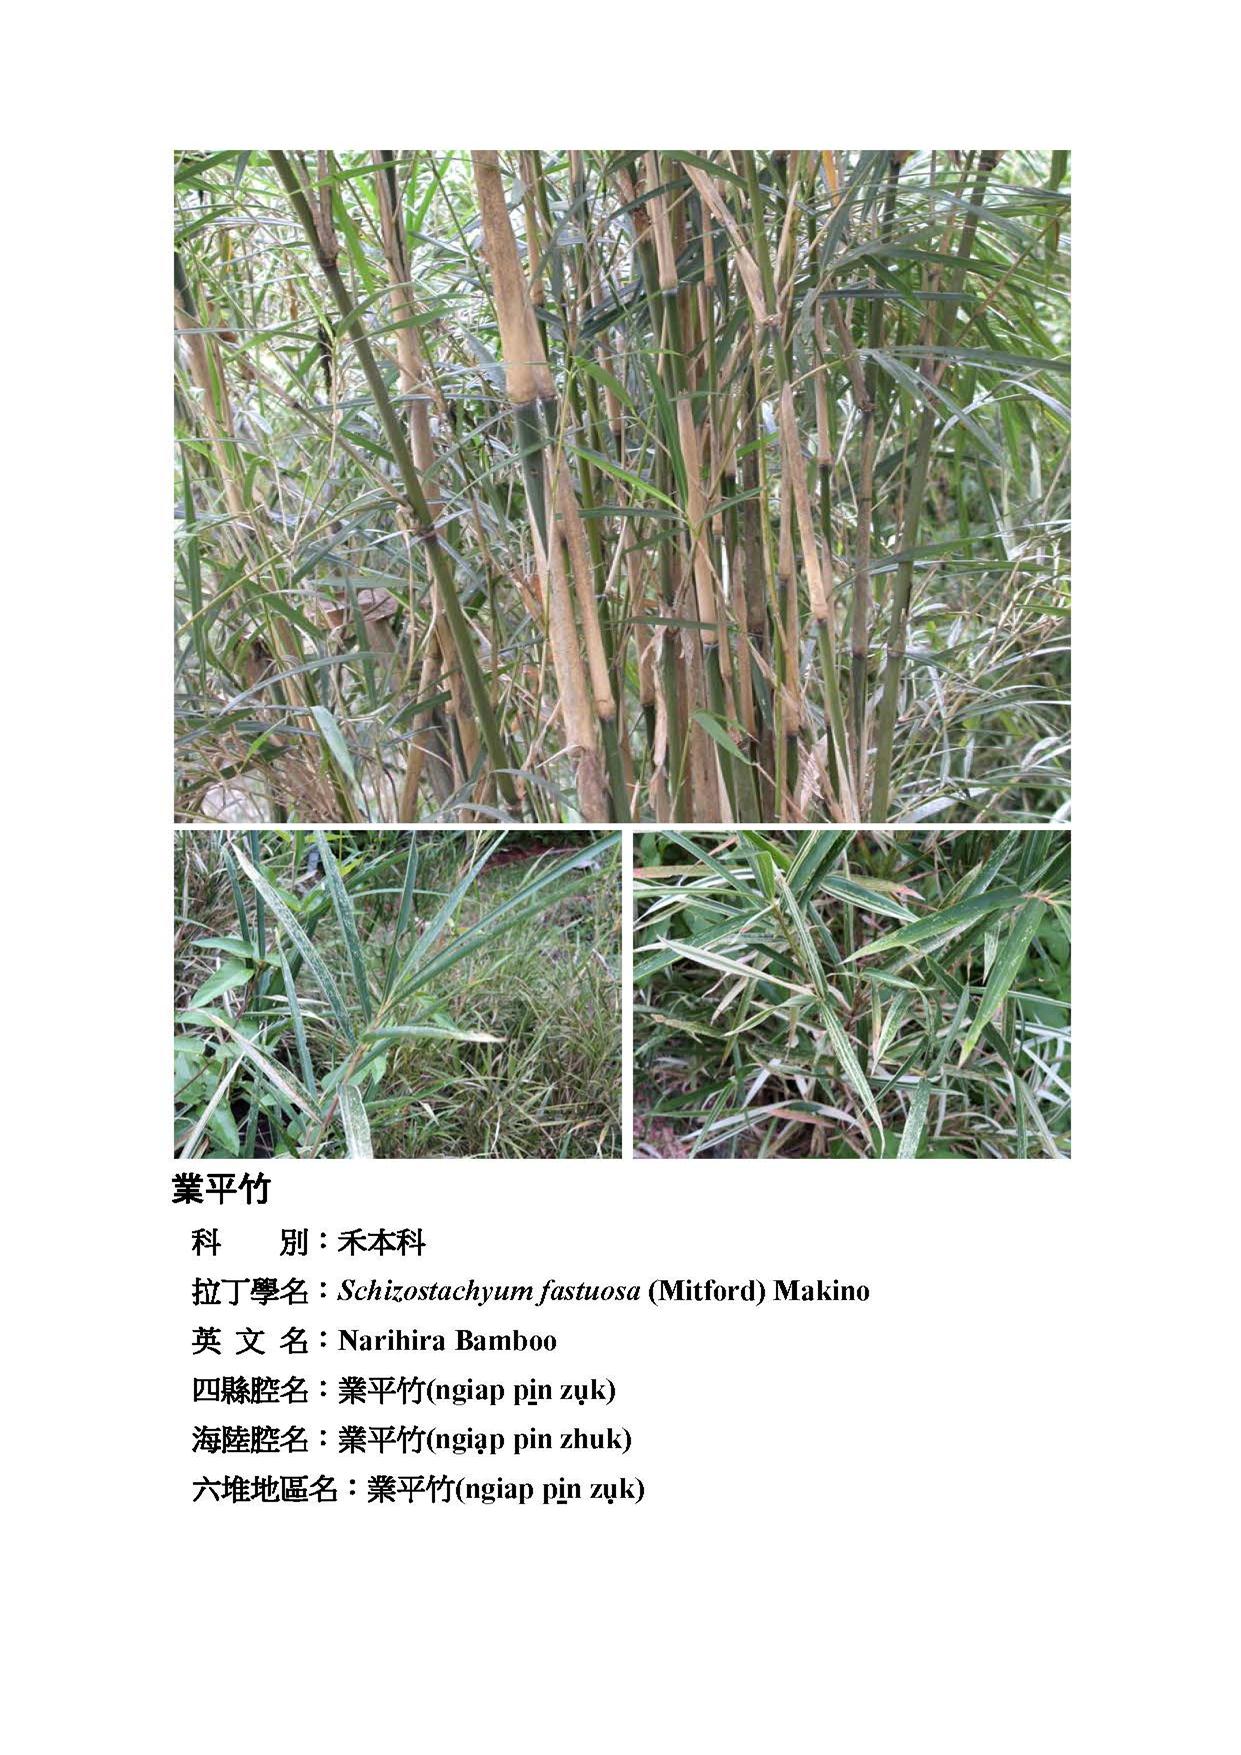 業平竹
科　　別：禾本科
拉丁學名：Schizostachyum fastuosa (Mitford) Makino
英 文 名：Narihira Bamboo
四縣腔名：業平竹(ngiap pi̲n zụk)
海陸腔名：業平竹(ngiạp pin zhuk)
六堆地區名：業平竹(ngiap pi̲n zụk)